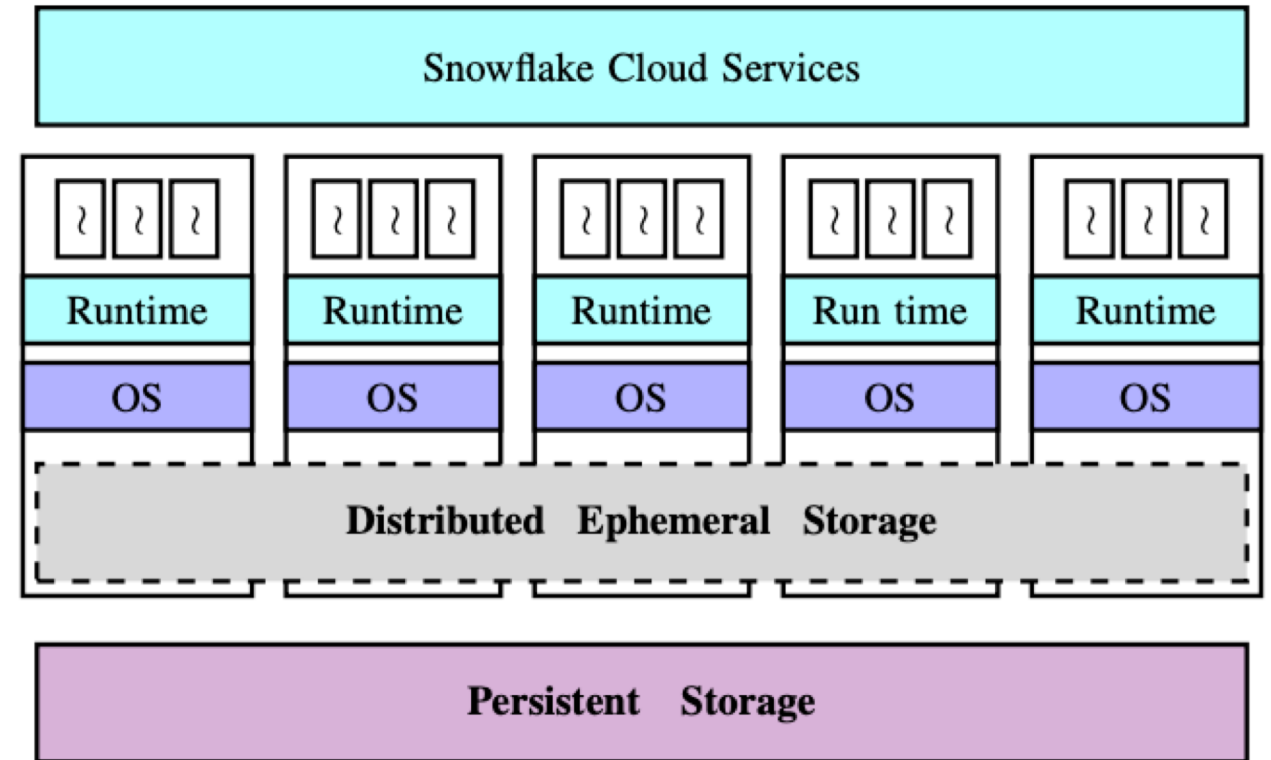 Snowflake Cloud Services
≀ ≀ ≀ ≀ ≀ ≀ ≀ ≀ ≀ ≀ ≀ ≀ ≀ ≀ ≀
Runtime Runtime Runtime Run time Runtime
OS OS OS OS OS
Distributed Ephemeral Storage
Persistent Storage